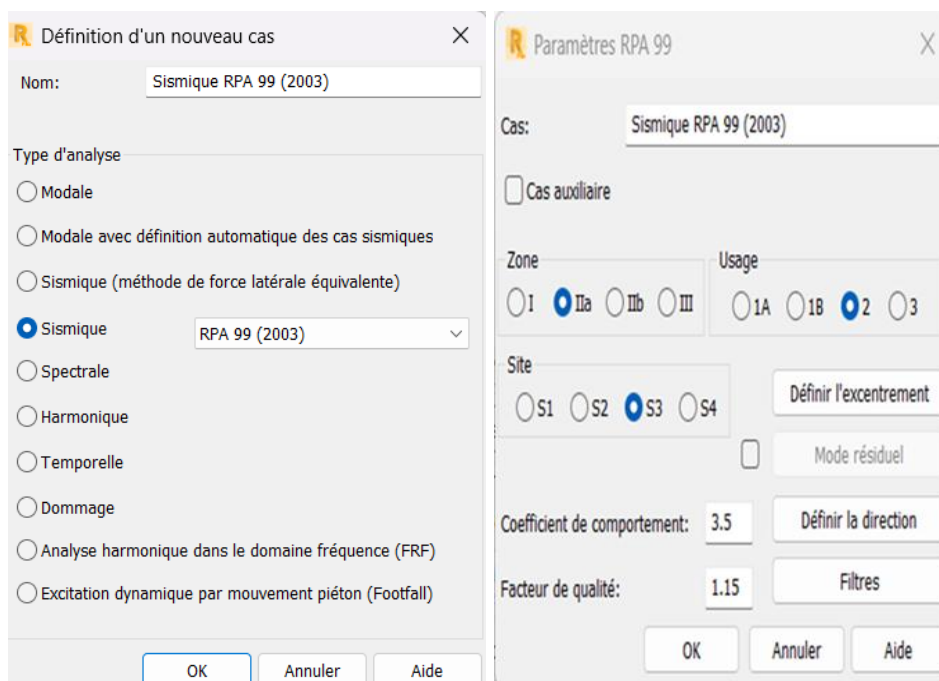 Définition d'un nouveau cas
Nom: Sismique RPA 99 (2003)
Type d'analyse
Modale
Modale avec définition automatique des cas sismiques
Sismique (méthode de force latérale équivalente)
Sismique RPA 99 (2003)
Spectrale
Harmonique
Temporelle
Dommage
Analyse harmonique dans le domaine fréquence (FRF)
Excitation dynamique par mouvement piéton (Footfall)
OK Annuler Aide
Paramètres RPA 99
Cas: Sismique RPA 99 (2003)
Cas auxiliaire
Zone Usage
I IIa IIb III 1A 1B 2 3
Site
S1 S2 S3 S4 Définir l'excentrement
Mode résiduel
Coefficient de comportement: 3.5 Définir la direction
Facteur de qualité: 1.15 Filtres
OK Annuler Aide